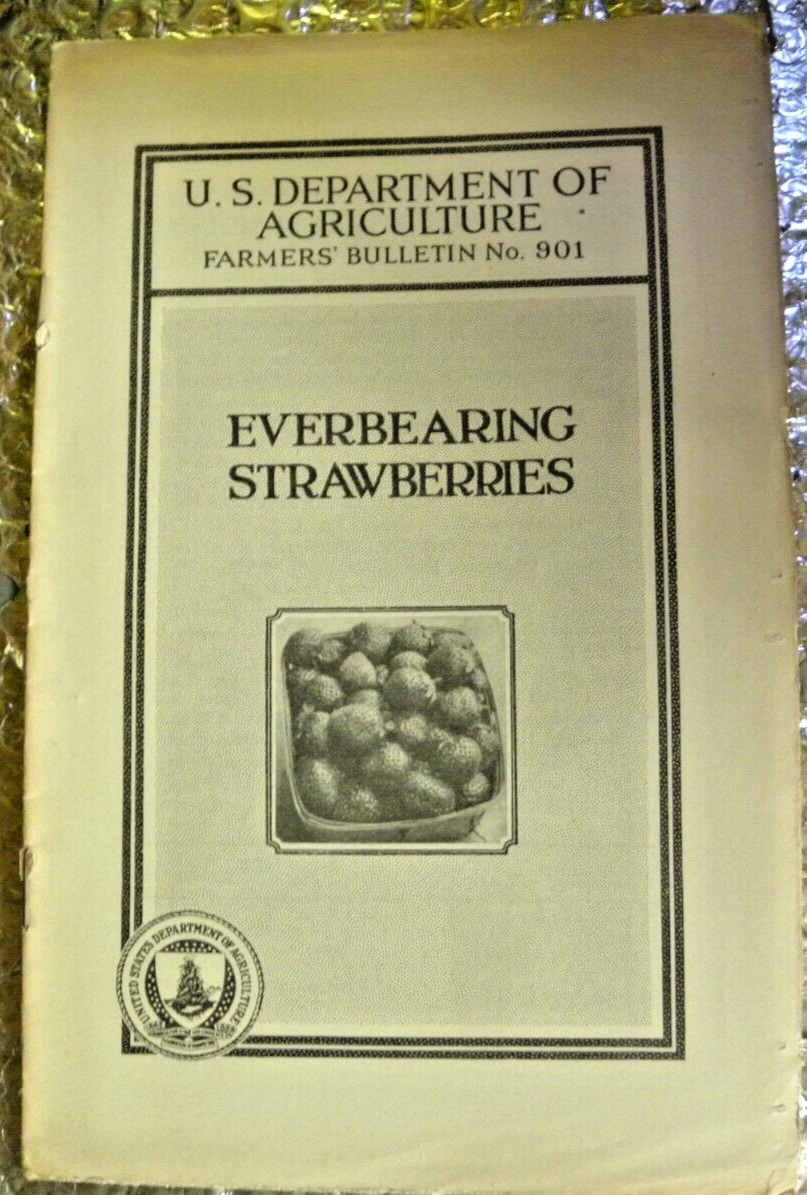 U. S. DEPARTMENT OF
AGRICULTURE
FARMERS' BULLETIN No. 901
EVERBEARING
STRAWBERRIES
UNITED STATES DEPARTMENT OF AGRICULTURE